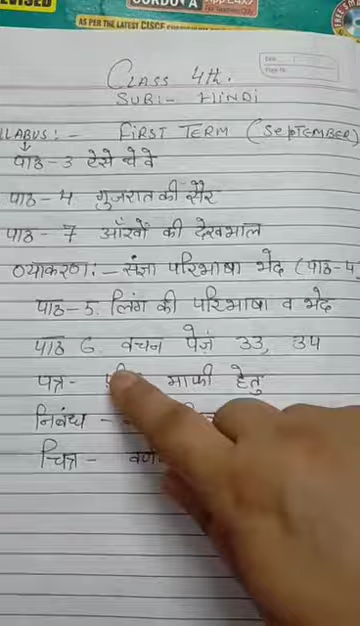 AS PER THE LATEST CISCE
CLASS 4th.
SUB:- HINDI
LLABUS:- FIRST TERM (September)
पाठ-3 ऐसे थे वे
पाठ-4 गुजरात की सैर
पाठ-7 आँखों की देखभाल
व्याकरण:- संज्ञा परिभाषा भेद (पाठ-4
पाठ-5. लिंग की परिभाषा व भेद
पाठ 6. वचन पेज़ 33, 34
पत्र- माफी हेतु
निबंध -
चित्र -